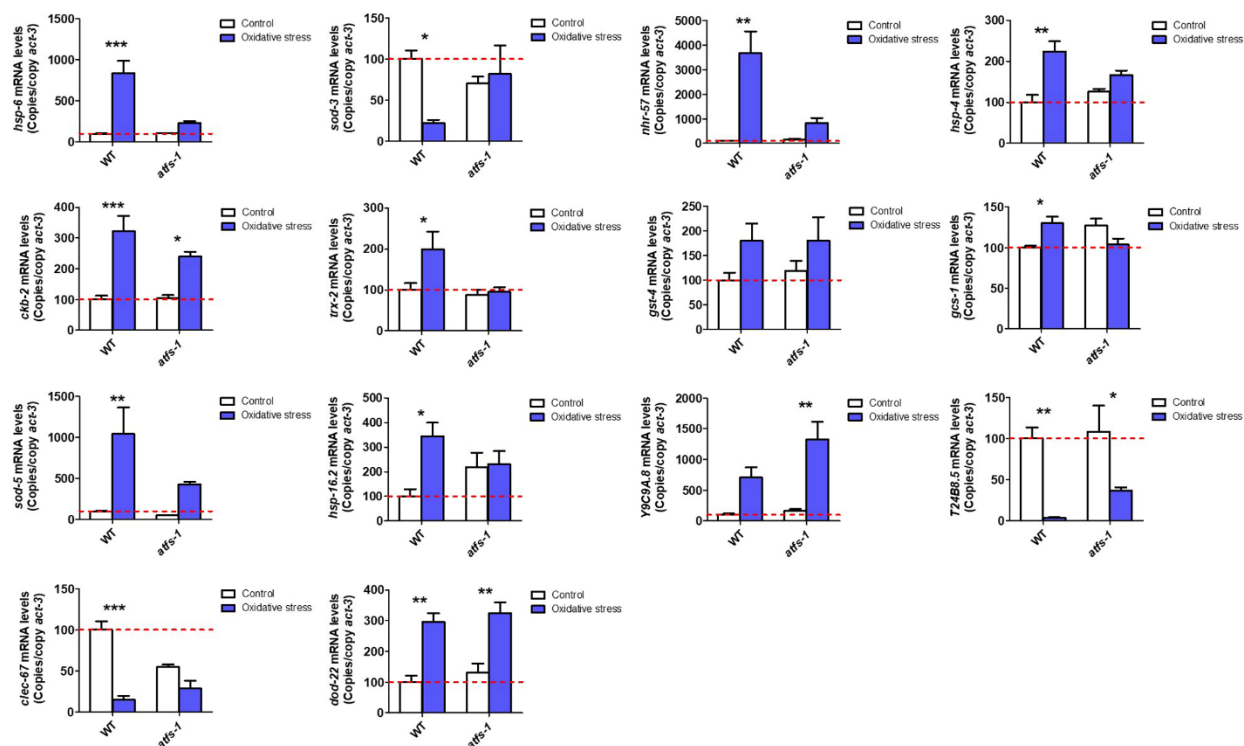 hsp-6 mRNA levels
(Copies/copy act-3)
1500
1000
500
0
***
WT
atfs-1
Control
Oxidative stress
sod-3 mRNA levels
(Copies/copy act-3)
150
100
50
0
*
WT
atfs-1
Control
Oxidative stress
nhr-57 mRNA levels
(Copies/copy act-3)
5000
4000
3000
2000
1000
0
**
WT
atfs-1
Control
Oxidative stress
hsp-4 mRNA levels
(Copies/copy act-3)
300
200
100
0
**
WT
atfs-1
Control
Oxidative stress
ckb-2 mRNA levels
(Copies/copy act-3)
400
300
200
100
0
***
*
WT
atfs-1
Control
Oxidative stress
trx-2 mRNA levels
(Copies/copy act-3)
300
200
100
0
*
WT
atfs-1
Control
Oxidative stress
gst-4 mRNA levels
(Copies/copy act-3)
250
200
150
100
50
0
WT
atfs-1
Control
Oxidative stress
gcs-1 mRNA levels
(Copies/copy act-3)
150
100
50
0
*
WT
atfs-1
Control
Oxidative stress
sod-5 mRNA levels
(Copies/copy act-3)
1500
1000
500
0
**
WT
atfs-1
Control
Oxidative stress
hsp-16.2 mRNA levels
(Copies/copy act-3)
500
400
300
200
100
0
*
WT
atfs-1
Control
Oxidative stress
Y9C9A.8 mRNA levels
(Copies/copy act-3)
2000
1500
1000
500
0
**
WT
atfs-1
Control
Oxidative stress
T24B8.5 mRNA levels
(Copies/copy act-3)
150
100
50
0
**
*
WT
atfs-1
Control
Oxidative stress
clec-67 mRNA levels
(Copies/copy act-3)
150
100
50
0
***
WT
atfs-1
Control
Oxidative stress
dod-22 mRNA levels
(Copies/copy act-3)
400
300
200
100
0
**
**
WT
atfs-1
Control
Oxidative stress